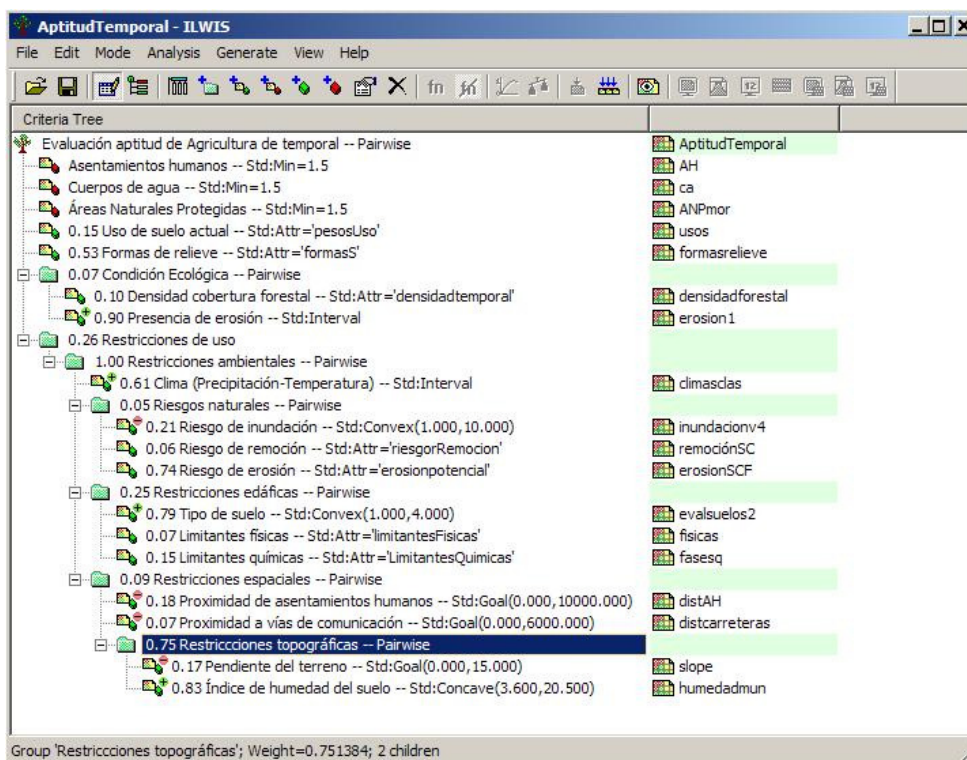 AptitudTemporal - ILWIS
File Edit Mode Analysis Generate View Help
fn
Criteria Tree
Evaluación aptitud de Agricultura de temporal -- Pairwise AptitudTemporal
Asentamientos humanos -- Std:Min=1.5 AH
Cuerpos de agua -- Std:Min=1.5 ca
Áreas Naturales Protegidas -- Std:Min=1.5 ANPmor
0.15 Uso de suelo actual -- Std:Attr='pesosUso' usos
0.53 Formas de relieve -- Std:Attr='formasS' formasrelieve
0.07 Condición Ecológica -- Pairwise
0.10 Densidad cobertura forestal -- Std:Attr='densidadtemporal' densidadforestal
0.90 Presencia de erosión -- Std:Interval erosion1
0.26 Restricciones de uso
1.00 Restricciones ambientales -- Pairwise
0.61 Clima (Precipitación-Temperatura) -- Std:Interval climasclas
0.05 Riesgos naturales -- Pairwise
0.21 Riesgo de inundación -- Std:Convex(1.000,10.000) inundacionv4
0.06 Riesgo de remoción -- Std:Attr='riesgorRemocion' remociónSC
0.74 Riesgo de erosión -- Std:Attr='erosionpotencial' erosionSCF
0.25 Restricciones edáficas -- Pairwise
0.79 Tipo de suelo -- Std:Convex(1.000,4.000) evalsuelos2
0.07 Limitantes físicas -- Std:Attr='limitantesFisicas' fisicas
0.15 Limitantes químicas -- Std:Attr='LimitantesQuimicas' fasesq
0.09 Restricciones espaciales -- Pairwise
0.18 Proximidad de asentamientos humanos -- Std:Goal(0.000,10000.000) distAH
0.07 Proximidad a vías de comunicación -- Std:Goal(0.000,6000.000) distcarreteras
0.75 Restriccciones topográficas -- Pairwise
0.17 Pendiente del terreno -- Std:Goal(0.000,15.000) slope
0.83 Índice de humedad del suelo -- Std:Concave(3.600,20.500) humedadmun
Group 'Restriccciones topográficas'; Weight=0.751384; 2 children